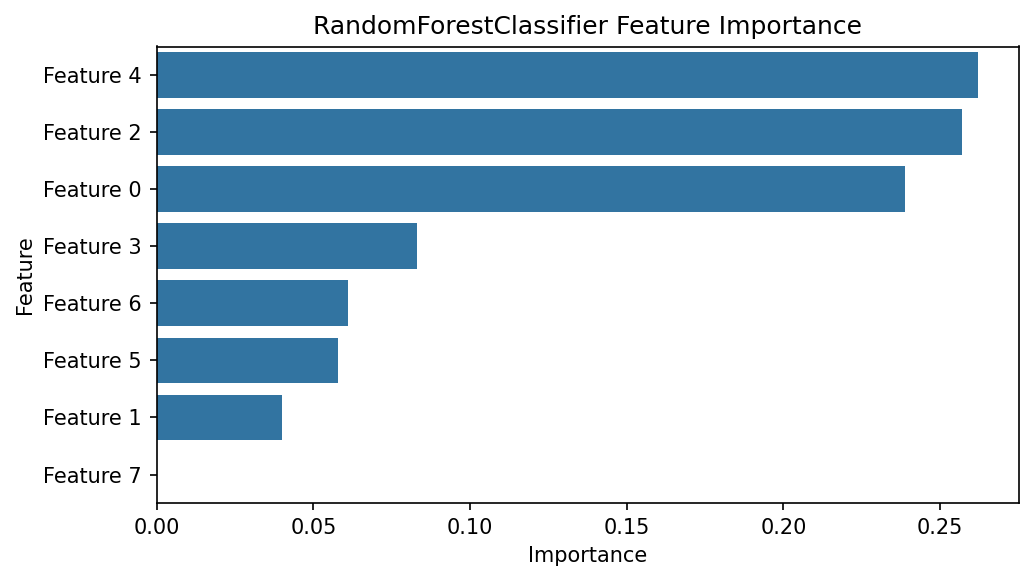 RandomForestClassifier Feature Importance
Feature 4
Feature 2
Feature 0
Feature 3
Feature 6
Feature 5
Feature 1
Feature 7
Feature
0.00 0.05 0.10 0.15 0.20 0.25
Importance